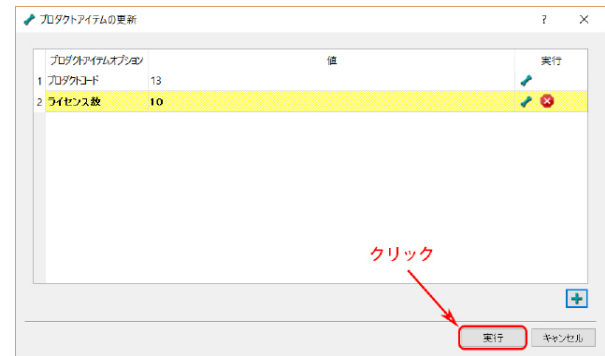 プロダクトアイテムの更新 ? ×
プロダクトアイテムオプション 値 実行
1 プロダクトコード 13
2 ライセンス数 10
クリック
実行 キャンセル